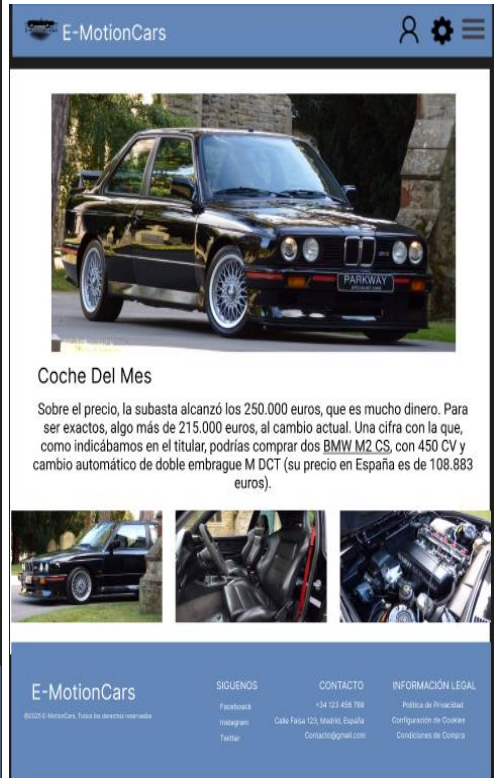 E-MotionCars
PARKWAY
SPECIALIST CARS
Coche Del Mes
Sobre el precio, la subasta alcanzó los 250.000 euros, que es mucho dinero. Para
ser exactos, algo más de 215.000 euros, al cambio actual. Una cifra con la que,
como indicábamos en el titular, podrías comprar dos BMW M2 CS, con 450 CV y
cambio automático de doble embrague M DCT (su precio en España es de 108.883
euros).
E-MotionCars
©2025 E-MotionCars, Todos los derechos reservados
SIGUENOS
Faceboock
Instagram
Twitter
CONTACTO
+34 123 456 789
Calle Falsa 123, Madrid, España
Contacto@gmail.com
INFORMACIÓN LEGAL
Política de Privacidad
Configuración de Cookies
Condiciones de Compra